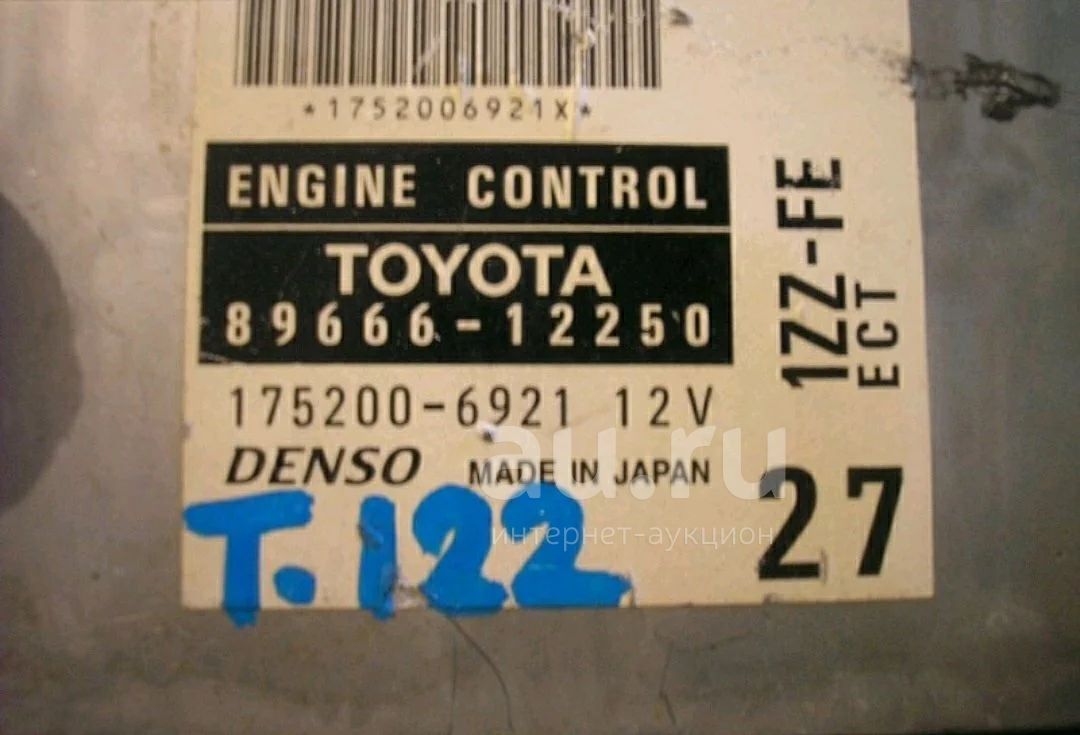 *1752006921X*
ENGINE CONTROL
TOYOTA
89666-12250
175200-6921 12V
DENSO MADE IN JAPAN
1ZZ-FE
ECT
27
T.122
au.ru
интернет-аукцион